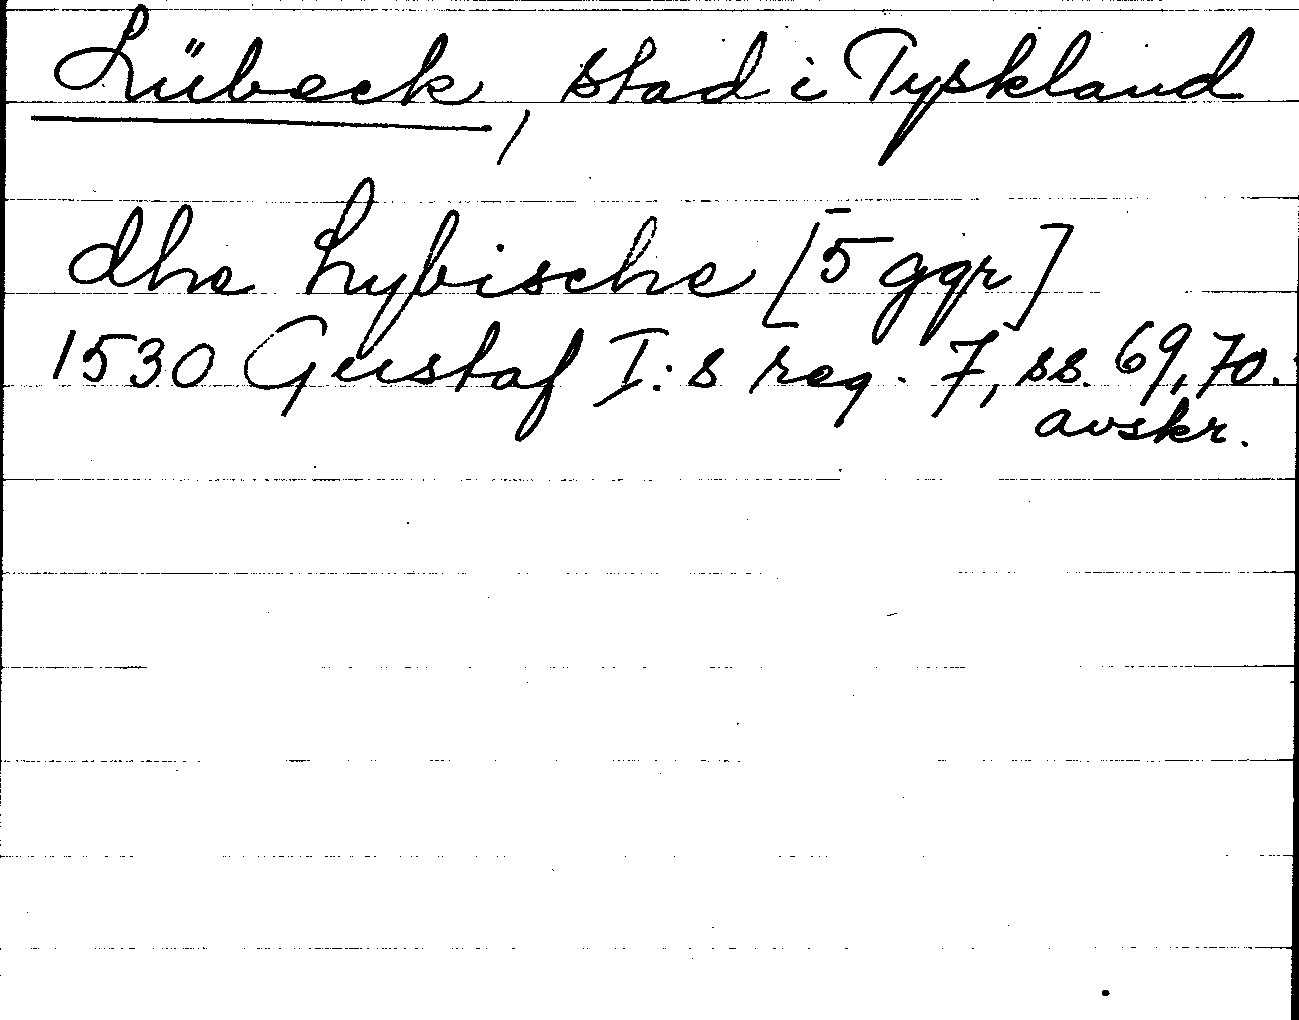 Lübeck, stad i Tyskland
dhe Lybische [5 ggr]
1530 Gustaf I:s reg. 7, ss. 69, 70.
avskr.